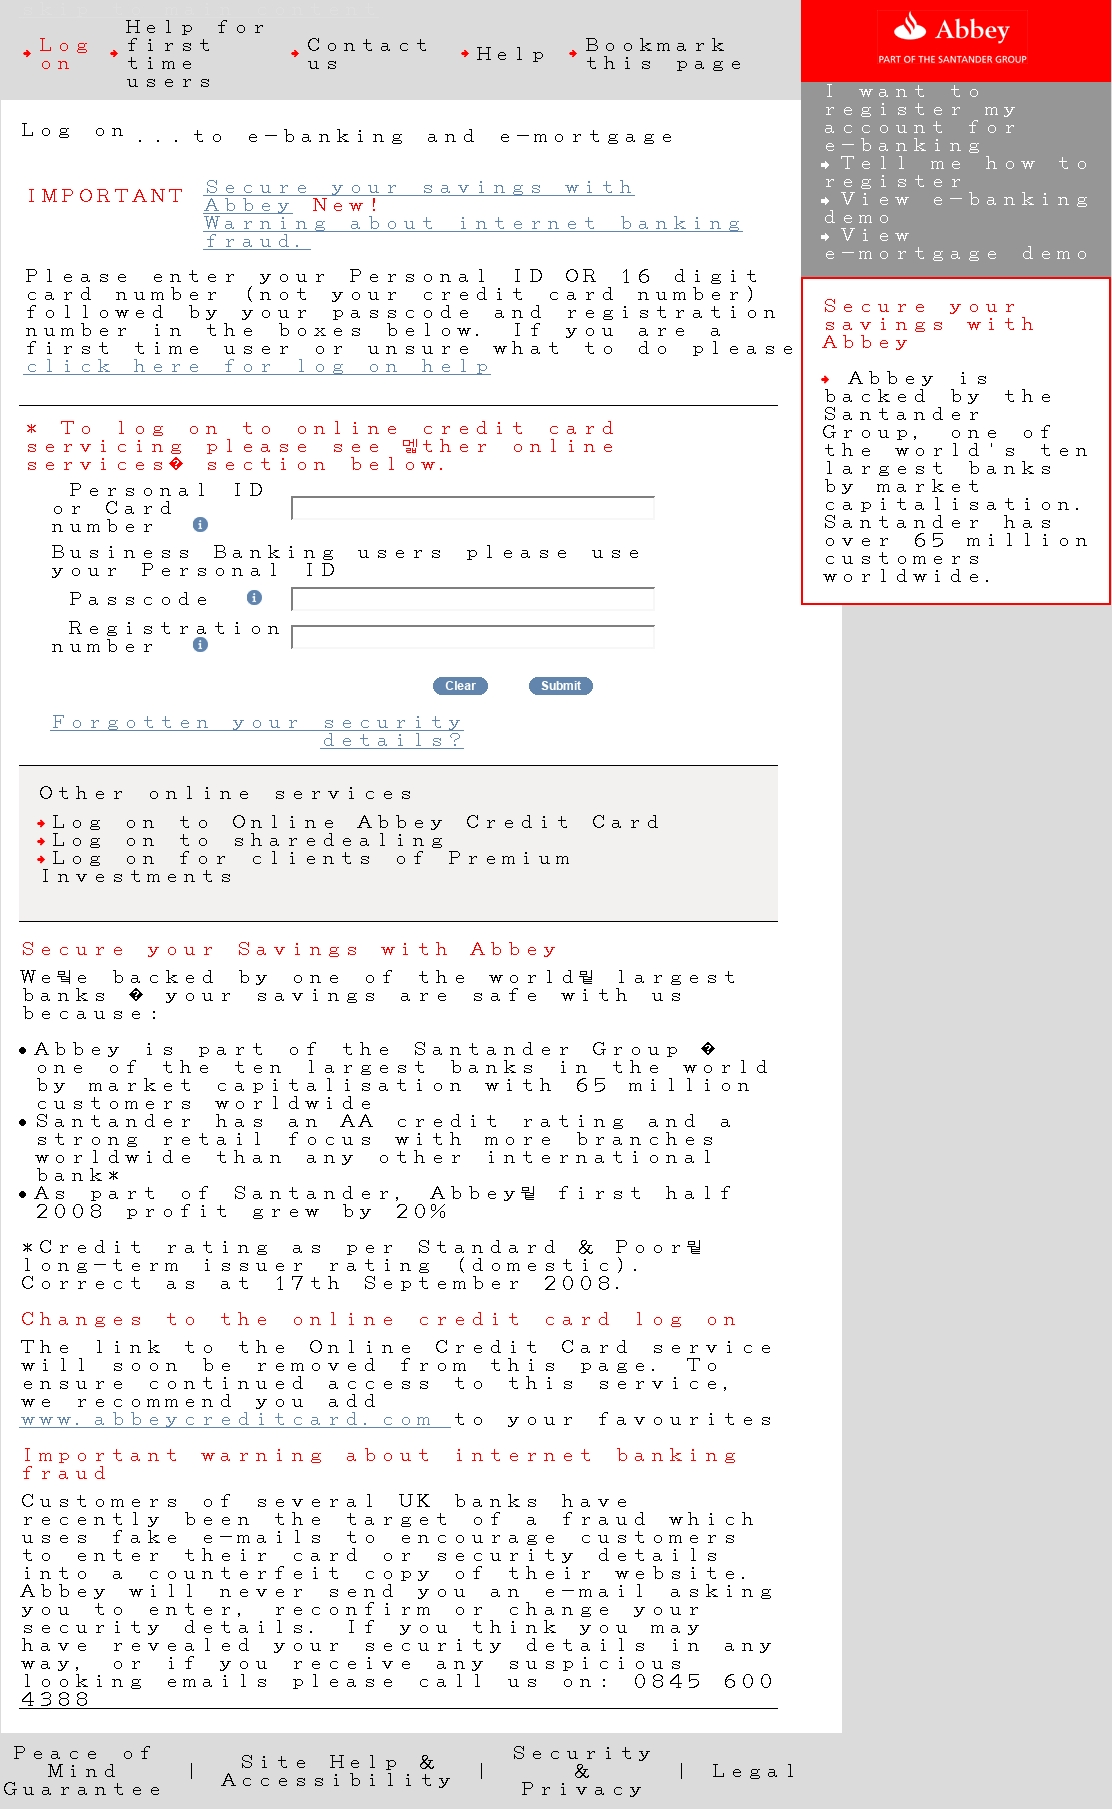 Log on
Help for first time users
Contact us
Help
Bookmark this page
Abbey
PART OF THE SANTANDER GROUP
I want to
register my
account for
e-banking
Tell me how to
register
View e-banking
demo
View
e-mortgage demo
Log on ...to e-banking and e-mortgage
IMPORTANT
Secure your savings with
Abbey New!
Warning about internet banking
fraud.
Please enter your Personal ID OR 16 digit
card number (not your credit card number)
followed by your passcode and registration
number in the boxes below. If you are a
first time user or unsure what to do please
click here for log on help
Secure your
savings with
Abbey
Abbey is
backed by the
Santander
Group, one of
the world's ten
largest banks
by market
capitalisation.
Santander has
over 65 million
customers
worldwide.
* To log on to online credit card
servicing please see 멻ther online
services� section below.
Personal ID
or Card
number
Business Banking users please use
your Personal ID
Passcode
Registration
number
Clear Submit
Forgotten your security
details?
Other online services
Log on to Online Abbey Credit Card
Log on to sharedealing
Log on for clients of Premium
Investments
Secure your Savings with Abbey
We뭨e backed by one of the world뭩 largest
banks � your savings are safe with us
because:
Abbey is part of the Santander Group �
one of the ten largest banks in the world
by market capitalisation with 65 million
customers worldwide
Santander has an AA credit rating and a
strong retail focus with more branches
worldwide than any other international
bank*
As part of Santander, Abbey뭩 first half
2008 profit grew by 20%
*Credit rating as per Standard & Poor뭩
long-term issuer rating (domestic).
Correct as at 17th September 2008.
Changes to the online credit card log on
The link to the Online Credit Card service
will soon be removed from this page. To
ensure continued access to this service,
we recommend you add
www.abbeycreditcard.com to your favourites
Important warning about internet banking
fraud
Customers of several UK banks have
recently been the target of a fraud which
uses fake e-mails to encourage customers
to enter their card or security details
into a counterfeit copy of their website.
Abbey will never send you an e-mail asking
you to enter, reconfirm or change your
security details. If you think you may
have revealed your security details in any
way, or if you receive any suspicious
looking emails please call us on: 0845 600
4388
Peace of Mind Guarantee | Site Help & Accessibility | Security & Privacy | Legal